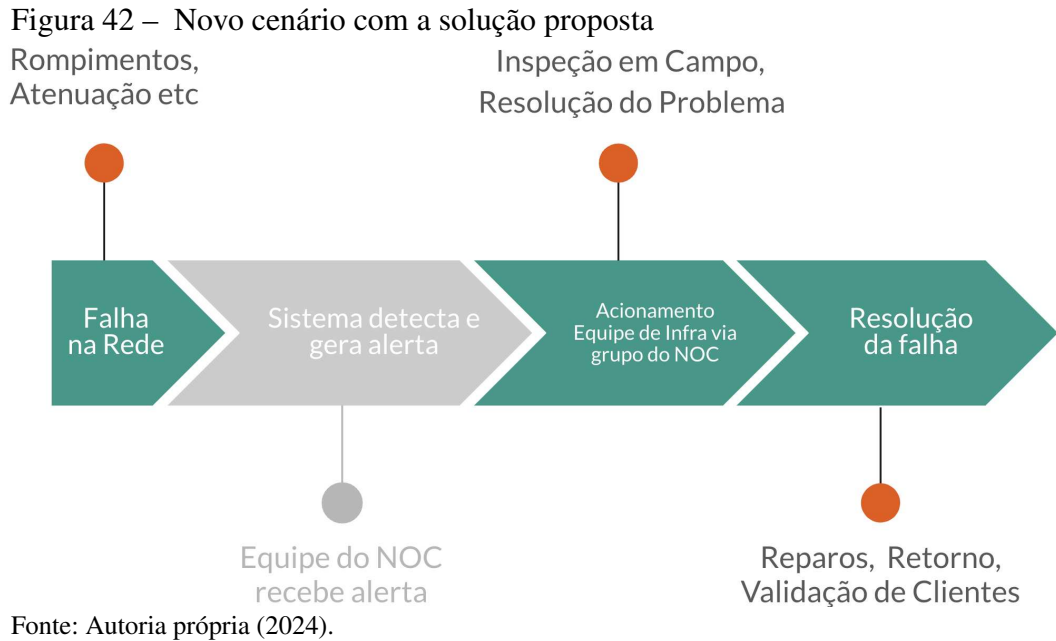 Figura 42 – Novo cenário com a solução proposta
Rompimentos,
Atenuação etc
Inspeção em Campo,
Resolução do Problema
Falha
na Rede
Sistema detecta e
gera alerta
Acionamento
Equipe de Infra via
grupo do NOC
Resolução
da falha
Equipe do NOC
recebe alerta
Reparos, Retorno,
Validação de Clientes
Fonte: Autoria própria (2024).